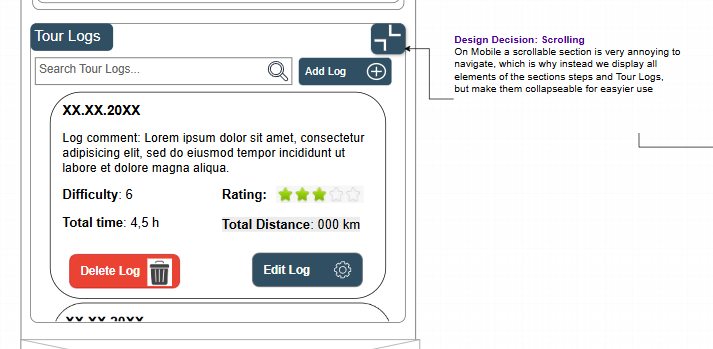 Tour Logs
Search Tour Logs...
Add Log
XX.XX.20XX
Log comment: Lorem ipsum dolor sit amet, consectetur
adipisicing elit, sed do eiusmod tempor incididunt ut
labore et dolore magna aliqua.
Difficulty: 6
Rating:
Total time: 4,5 h
Total Distance: 000 km
Delete Log
Edit Log
XX.XX.20XX
Design Decision: Scrolling
On Mobile a scrollable section is very annoying to
navigate, which is why instead we display all
elements of the sections steps and Tour Logs,
but make them collapseable for easyier use